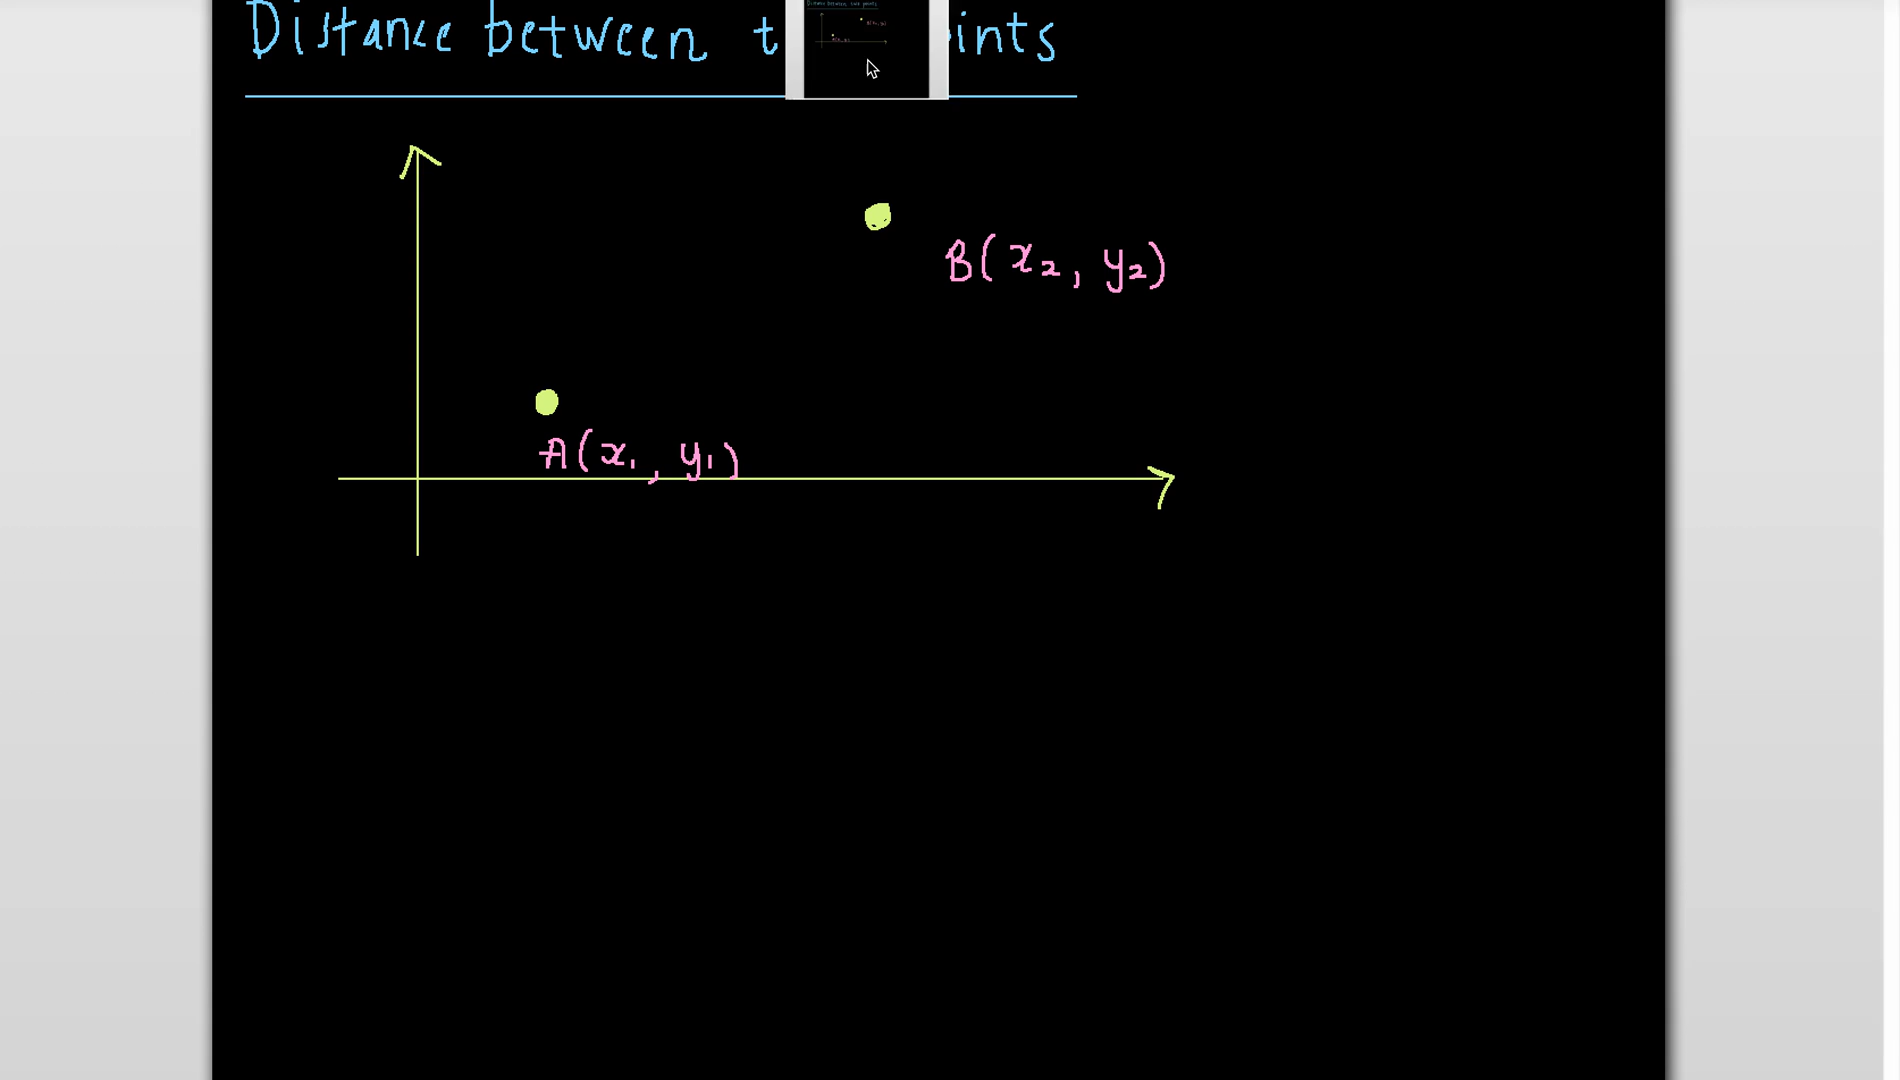 Distance between t ints
B(x₂, y₂)
A(x₁, y₁)